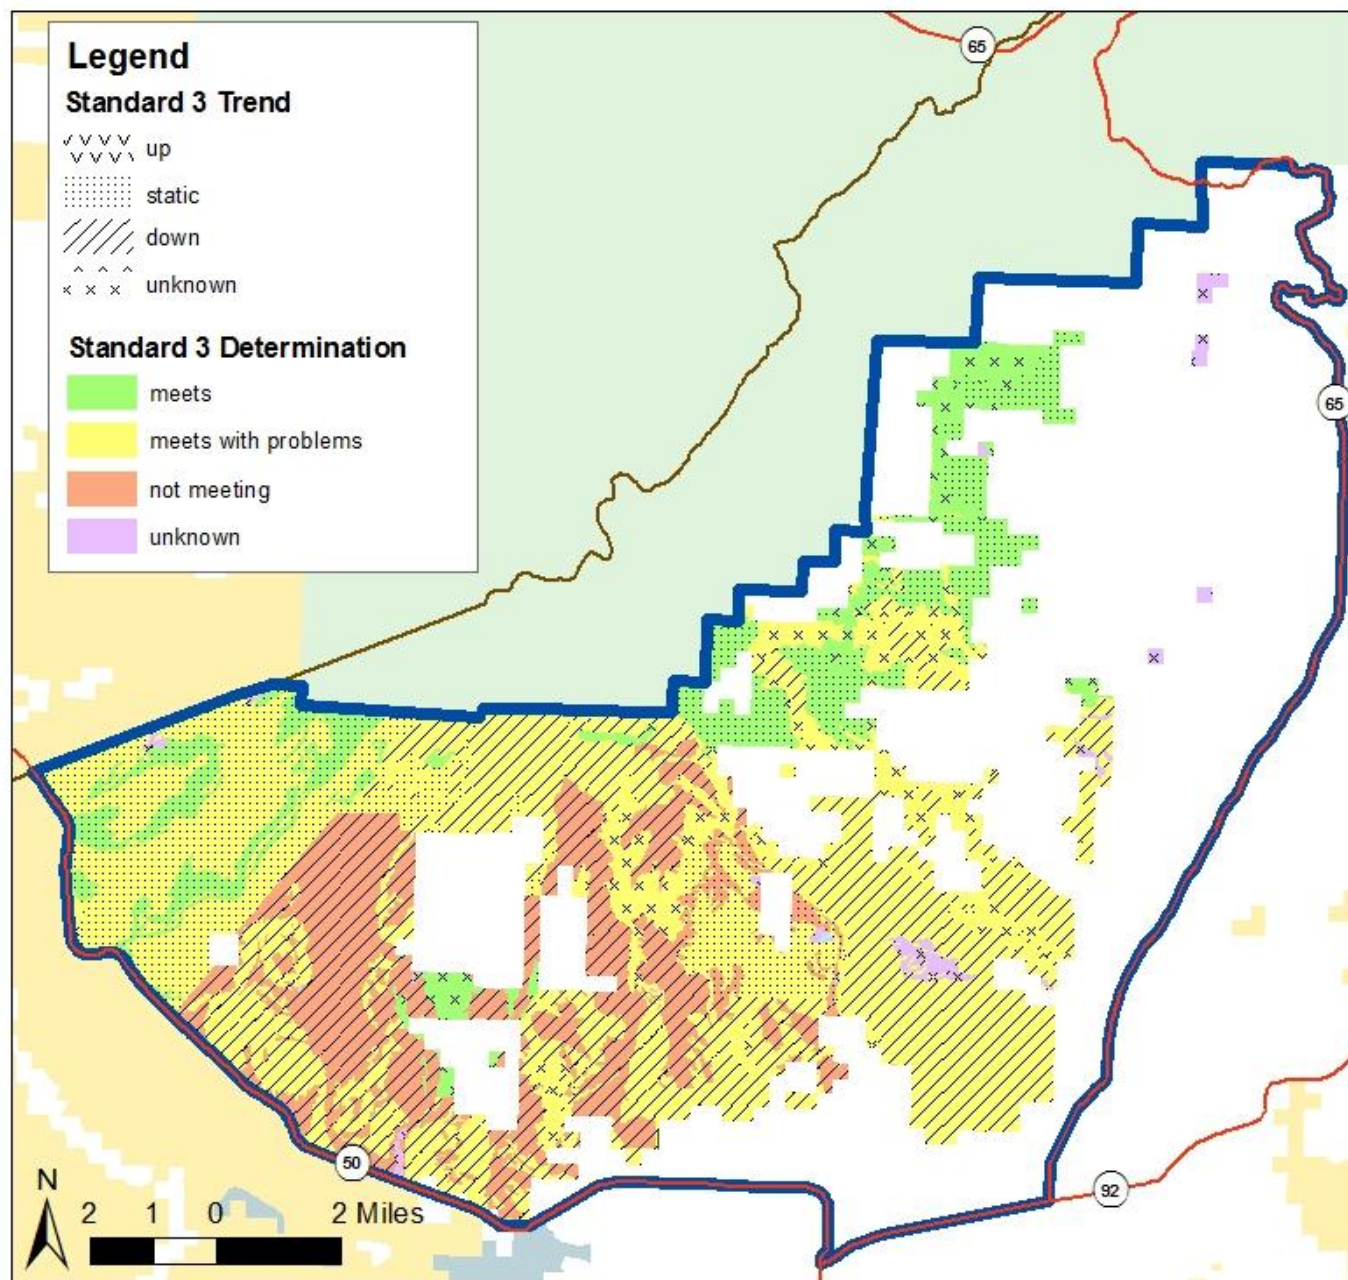 Legend
Standard 3 Trend
up
static
down
unknown
Standard 3 Determination
meets
meets with problems
not meeting
unknown
65
65
50
92
N
2 1 0 2 Miles